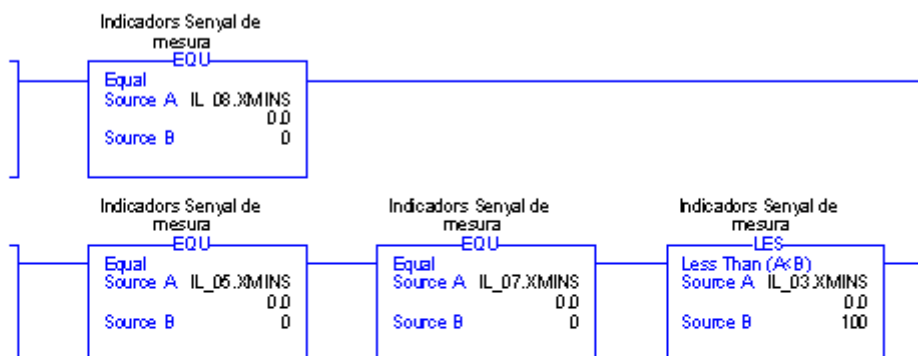 Indicadors Senyal de
mesura
EQU
Equal
Source A IL_08.XMINS
0.0
Source B 0
Indicadors Senyal de
mesura
EQU
Equal
Source A IL_05.XMINS
0.0
Source B 0
Indicadors Senyal de
mesura
EQU
Equal
Source A IL_07.XMINS
0.0
Source B 0
Indicadors Senyal de
mesura
LES
Less Than (A<B)
Source A IL_03.XMINS
0.0
Source B 100